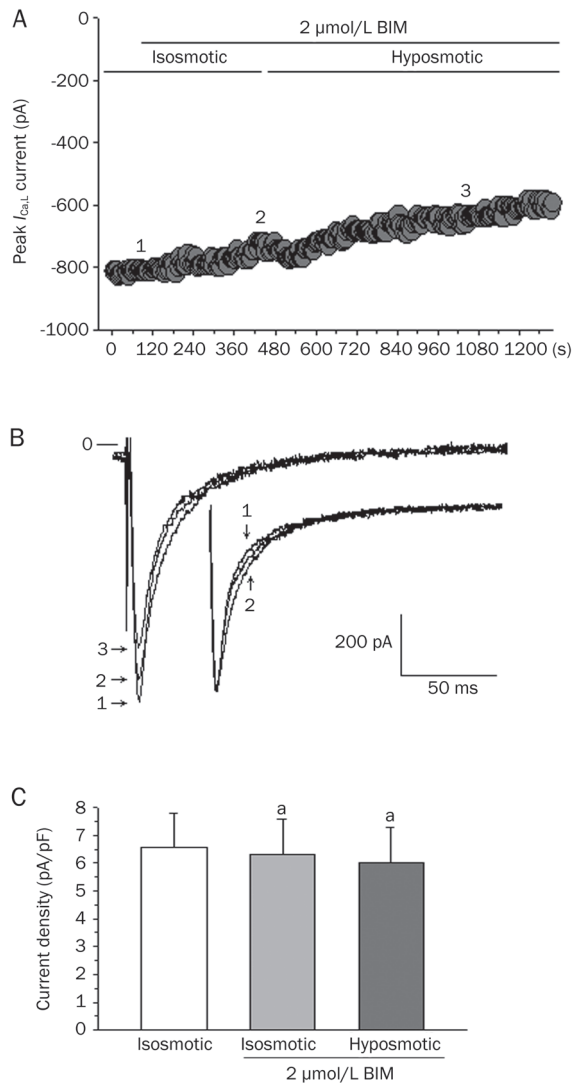 A
2 μmol/L BIM
Isosmotic Hyposmotic
Peak ICa,L current (pA)
0
-200
-400
-600
-800
-1000
1 2 3
0 120 240 360 480 600 720 840 960 1080 1200 (s)
B
0
1
2
3
2
1
200 pA
50 ms
C
Current density (pA/pF)
8
7
6
5
4
3
2
1
0
a a
Isosmotic Isosmotic Hyposmotic
2 μmol/L BIM